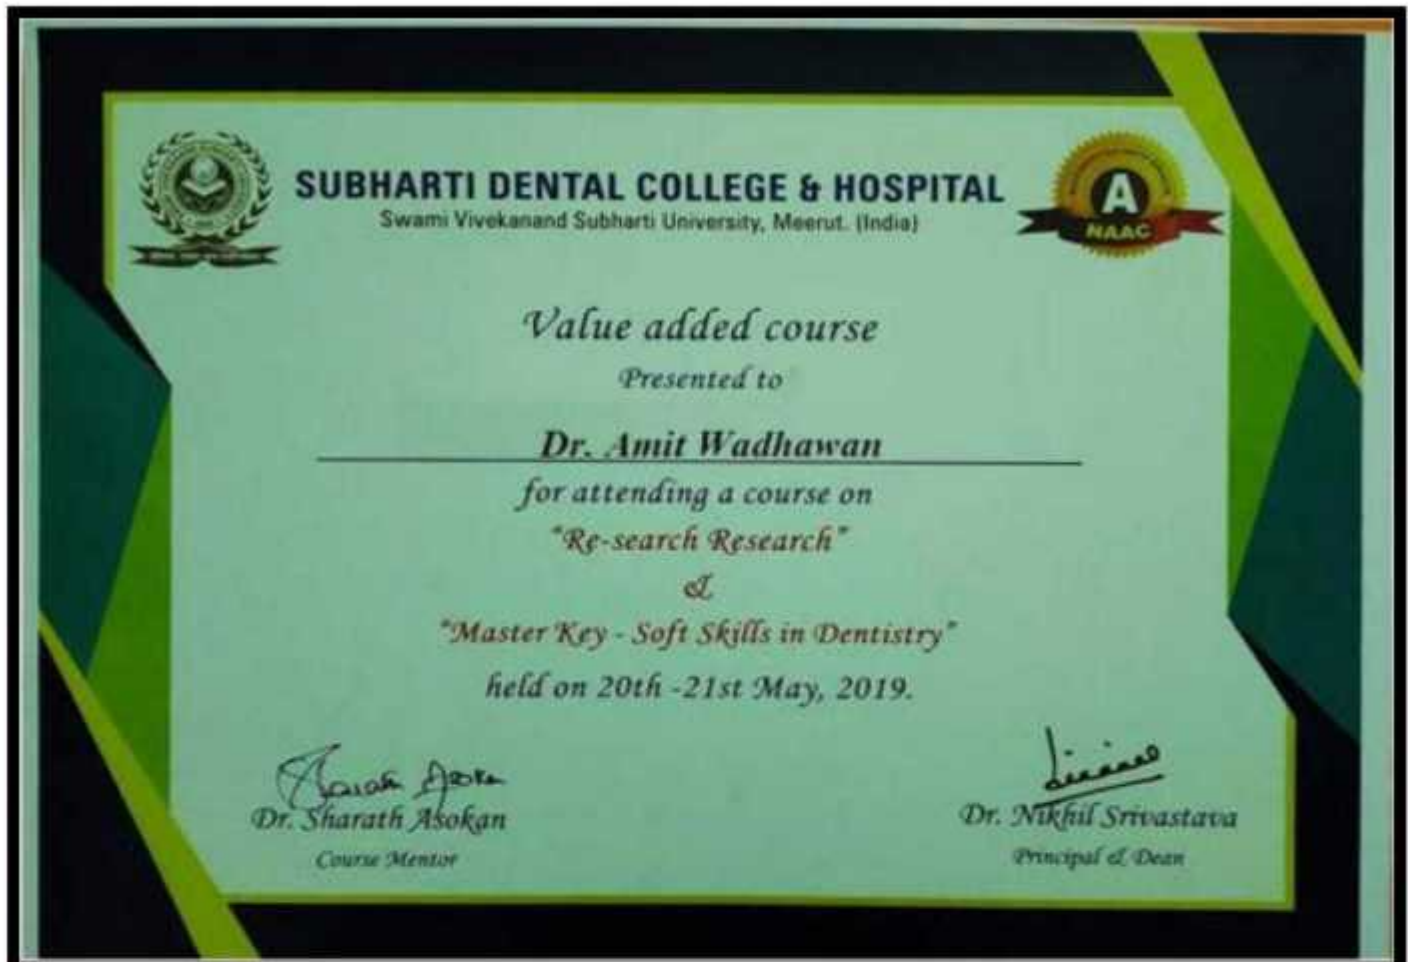 SUBHARTI DENTAL COLLEGE & HOSPITAL
Swami Vivekanand Subharti University, Meerut. (India)
A
NAAC
Value added course
Presented to
Dr. Amit Wadhawan
for attending a course on
"Re-search Research"
&
"Master Key - Soft Skills in Dentistry"
held on 20th -21st May, 2019.
Sharath Asokan
Dr. Sharath Asokan
Course Mentor
Dr. Nikhil Srivastava
Principal & Dean